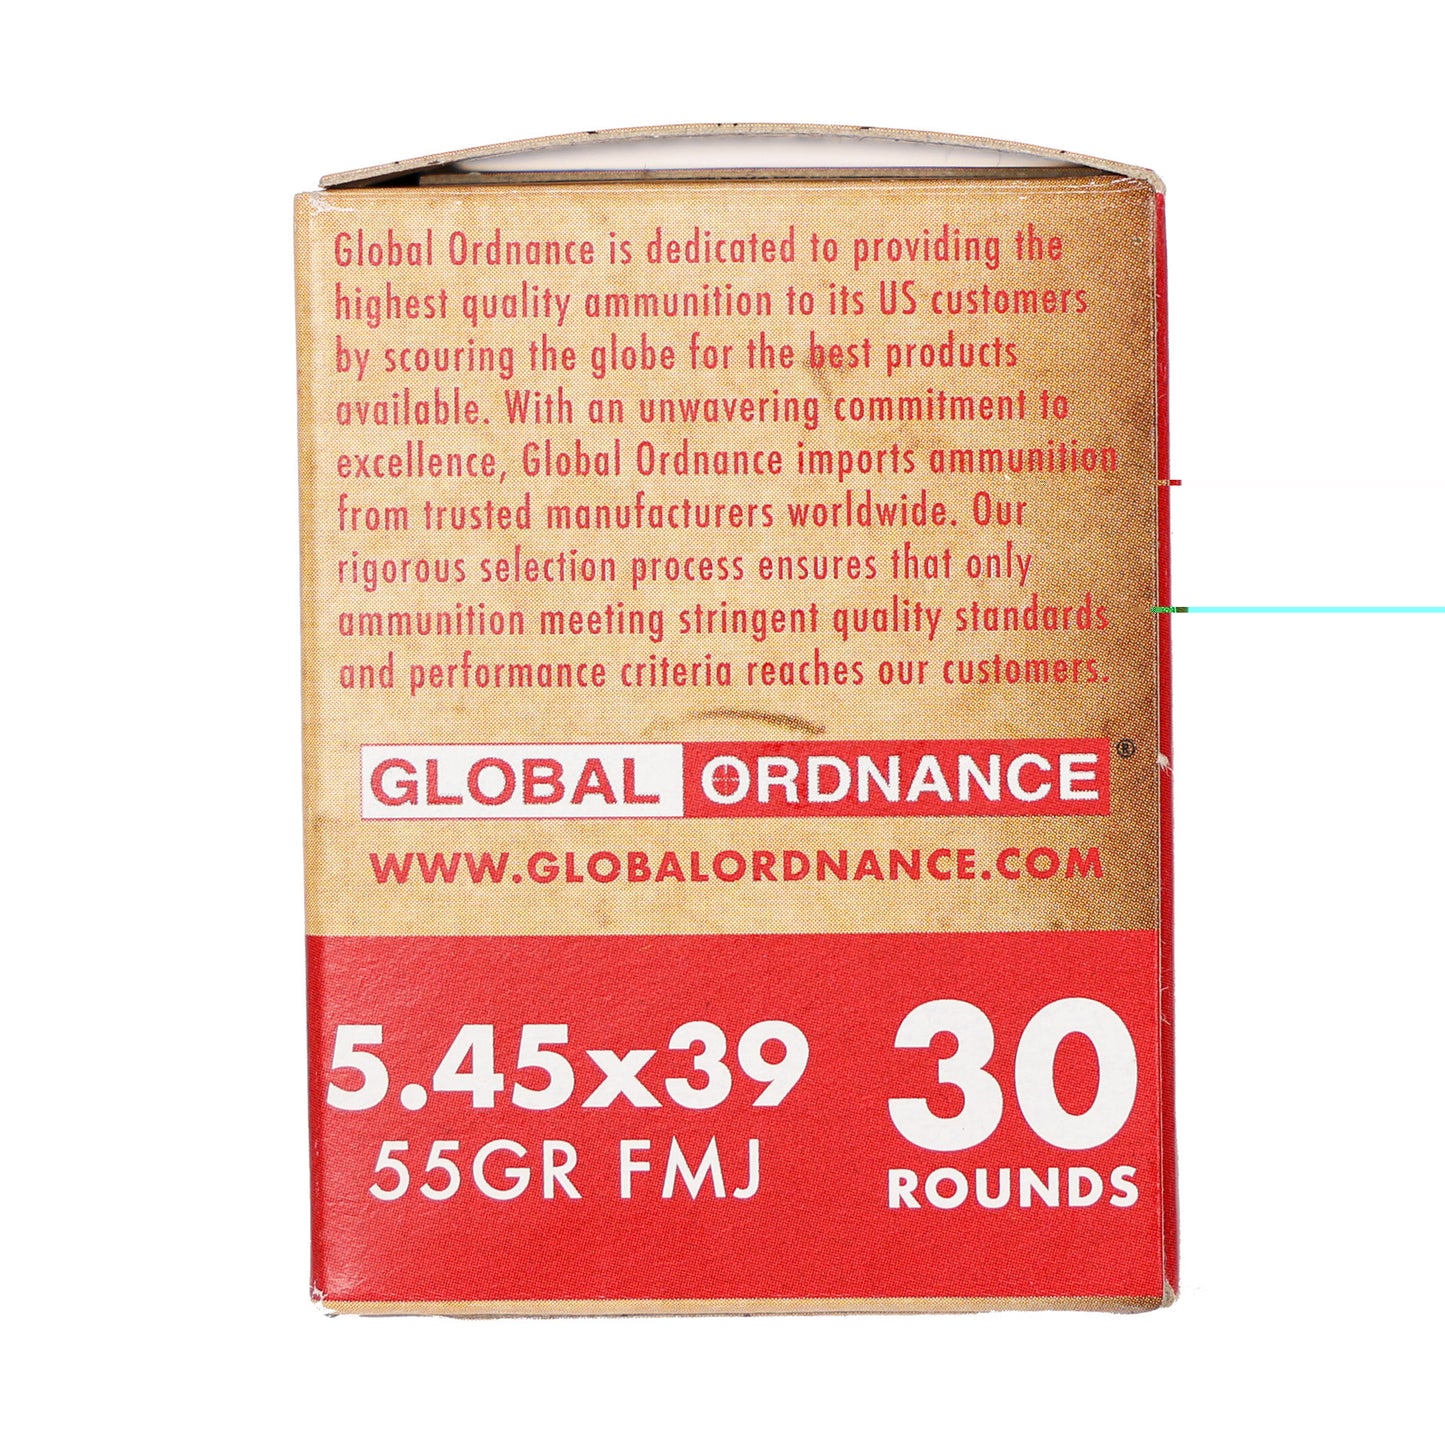 Global Ordnance is dedicated to providing the
highest quality ammunition to its US customers
by scouring the globe for the best products
available. With an unwavering commitment to
excellence, Global Ordnance imports ammunition
from trusted manufacturers worldwide. Our
rigorous selection process ensures that only
ammunition meeting stringent quality standards
and performance criteria reaches our customers.
GLOBAL ORDNANCE®
WWW.GLOBALORDNANCE.COM
5.45x39 30
55GR FMJ ROUNDS